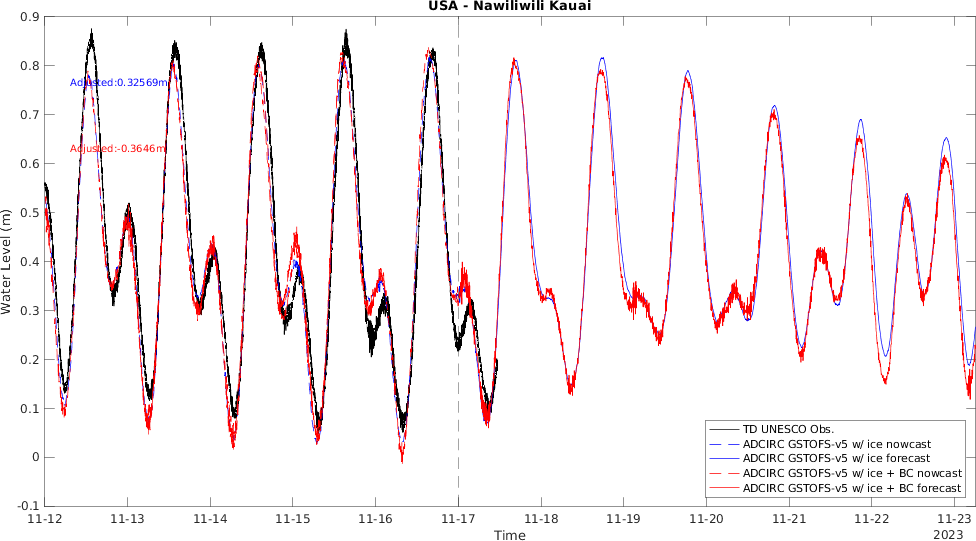 USA - Nawiliwili Kauai
0.9
0.8
Adjusted:0.32569m
0.7
Adjusted:-0.3646m
0.6
0.5
0.4
0.3
0.2
0.1
0
-0.1
Water Level (m)
TD UNESCO Obs.
ADCIRC GSTOFS-v5 w/ ice nowcast
ADCIRC GSTOFS-v5 w/ ice forecast
ADCIRC GSTOFS-v5 w/ ice + BC nowcast
ADCIRC GSTOFS-v5 w/ ice + BC forecast
11-12 11-13 11-14 11-15 11-16 11-17 11-18 11-19 11-20 11-21 11-22 11-23
2023
Time